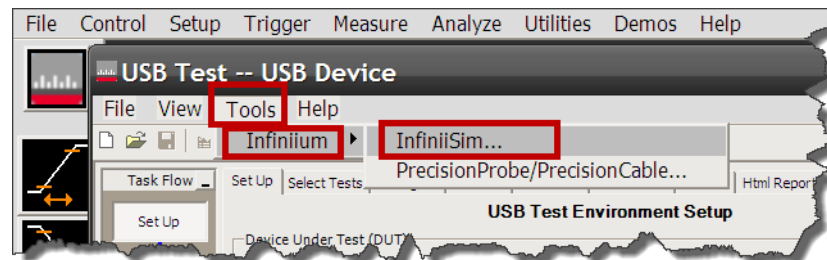 File Control Setup Trigger Measure Analyze Utilities Demos Help
USB Test -- USB Device
File View Tools Help
Infiniium InfiniiSim...
PrecisionProbe/PrecisionCable...
Task Flow Set Up Select Tests Html Report
Set Up USB Test Environment Setup
Device Under Test (DUT)